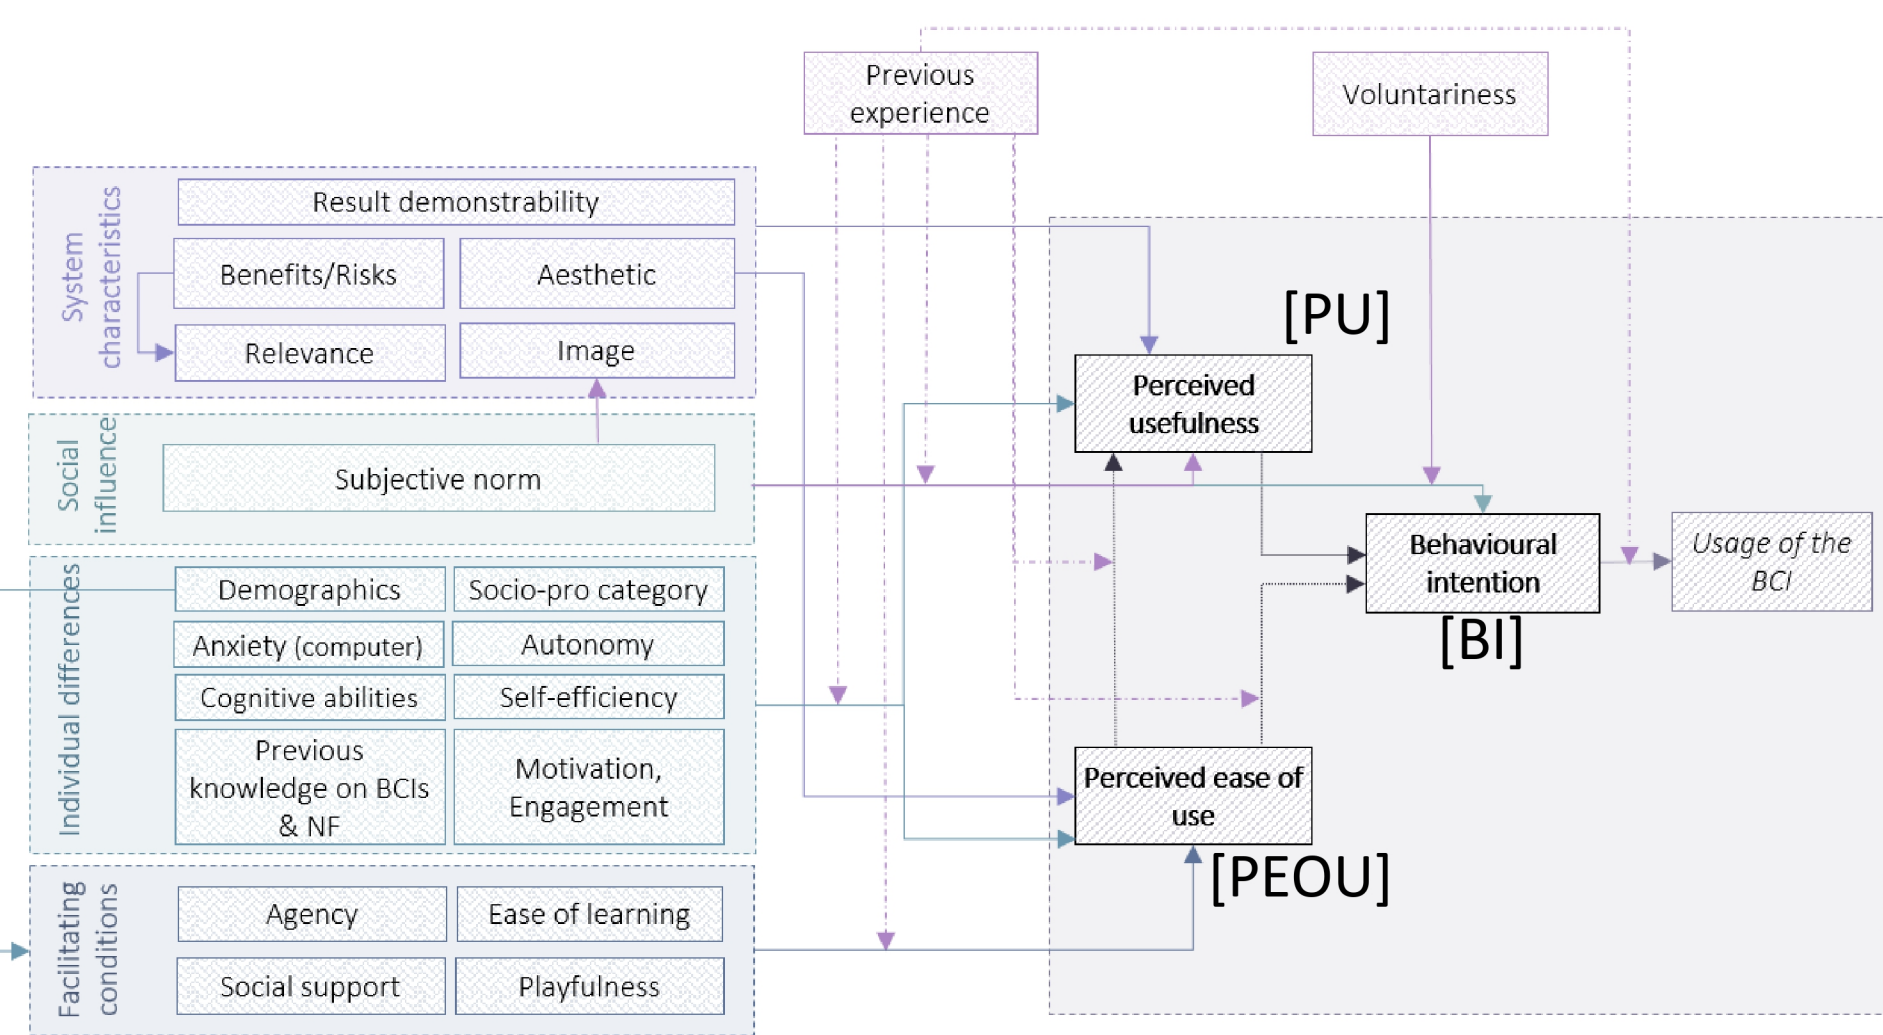 Previous
experience
Voluntariness
System
characteristics
Result demonstrability
Benefits/Risks
Aesthetic
Relevance
Image
Social
influence
Subjective norm
Individual differences
Demographics
Socio-pro category
Anxiety (computer)
Autonomy
Cognitive abilities
Self-efficiency
Previous
knowledge on BCIs
& NF
Motivation,
Engagement
Facilitating
conditions
Agency
Ease of learning
Social support
Playfulness
[PU]
Perceived
usefulness
Behavioural
intention
[BI]
Usage of the
BCI
Perceived ease of
use
[PEOU]